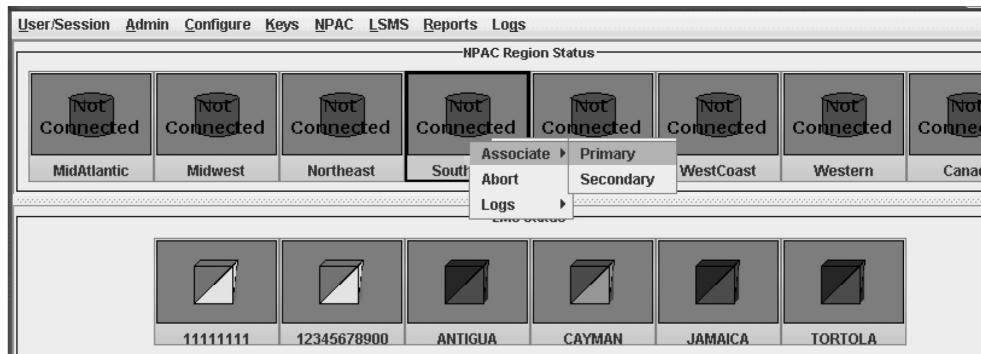 User/Session Admin Configure Keys NPAC LSMS Reports Logs
NPAC Region Status
Not Connected
Not Connected
Not Connected
Not Connected
Not Connected
Not Connected
Not Connected
Not
MidAtlantic
Midwest
Northeast
WestCoast
Western
Associate
Primary
Abort
Secondary
Logs
Status
11111111
12345678900
ANTIGUA
CAYMAN
JAMAICA
TORTOLA